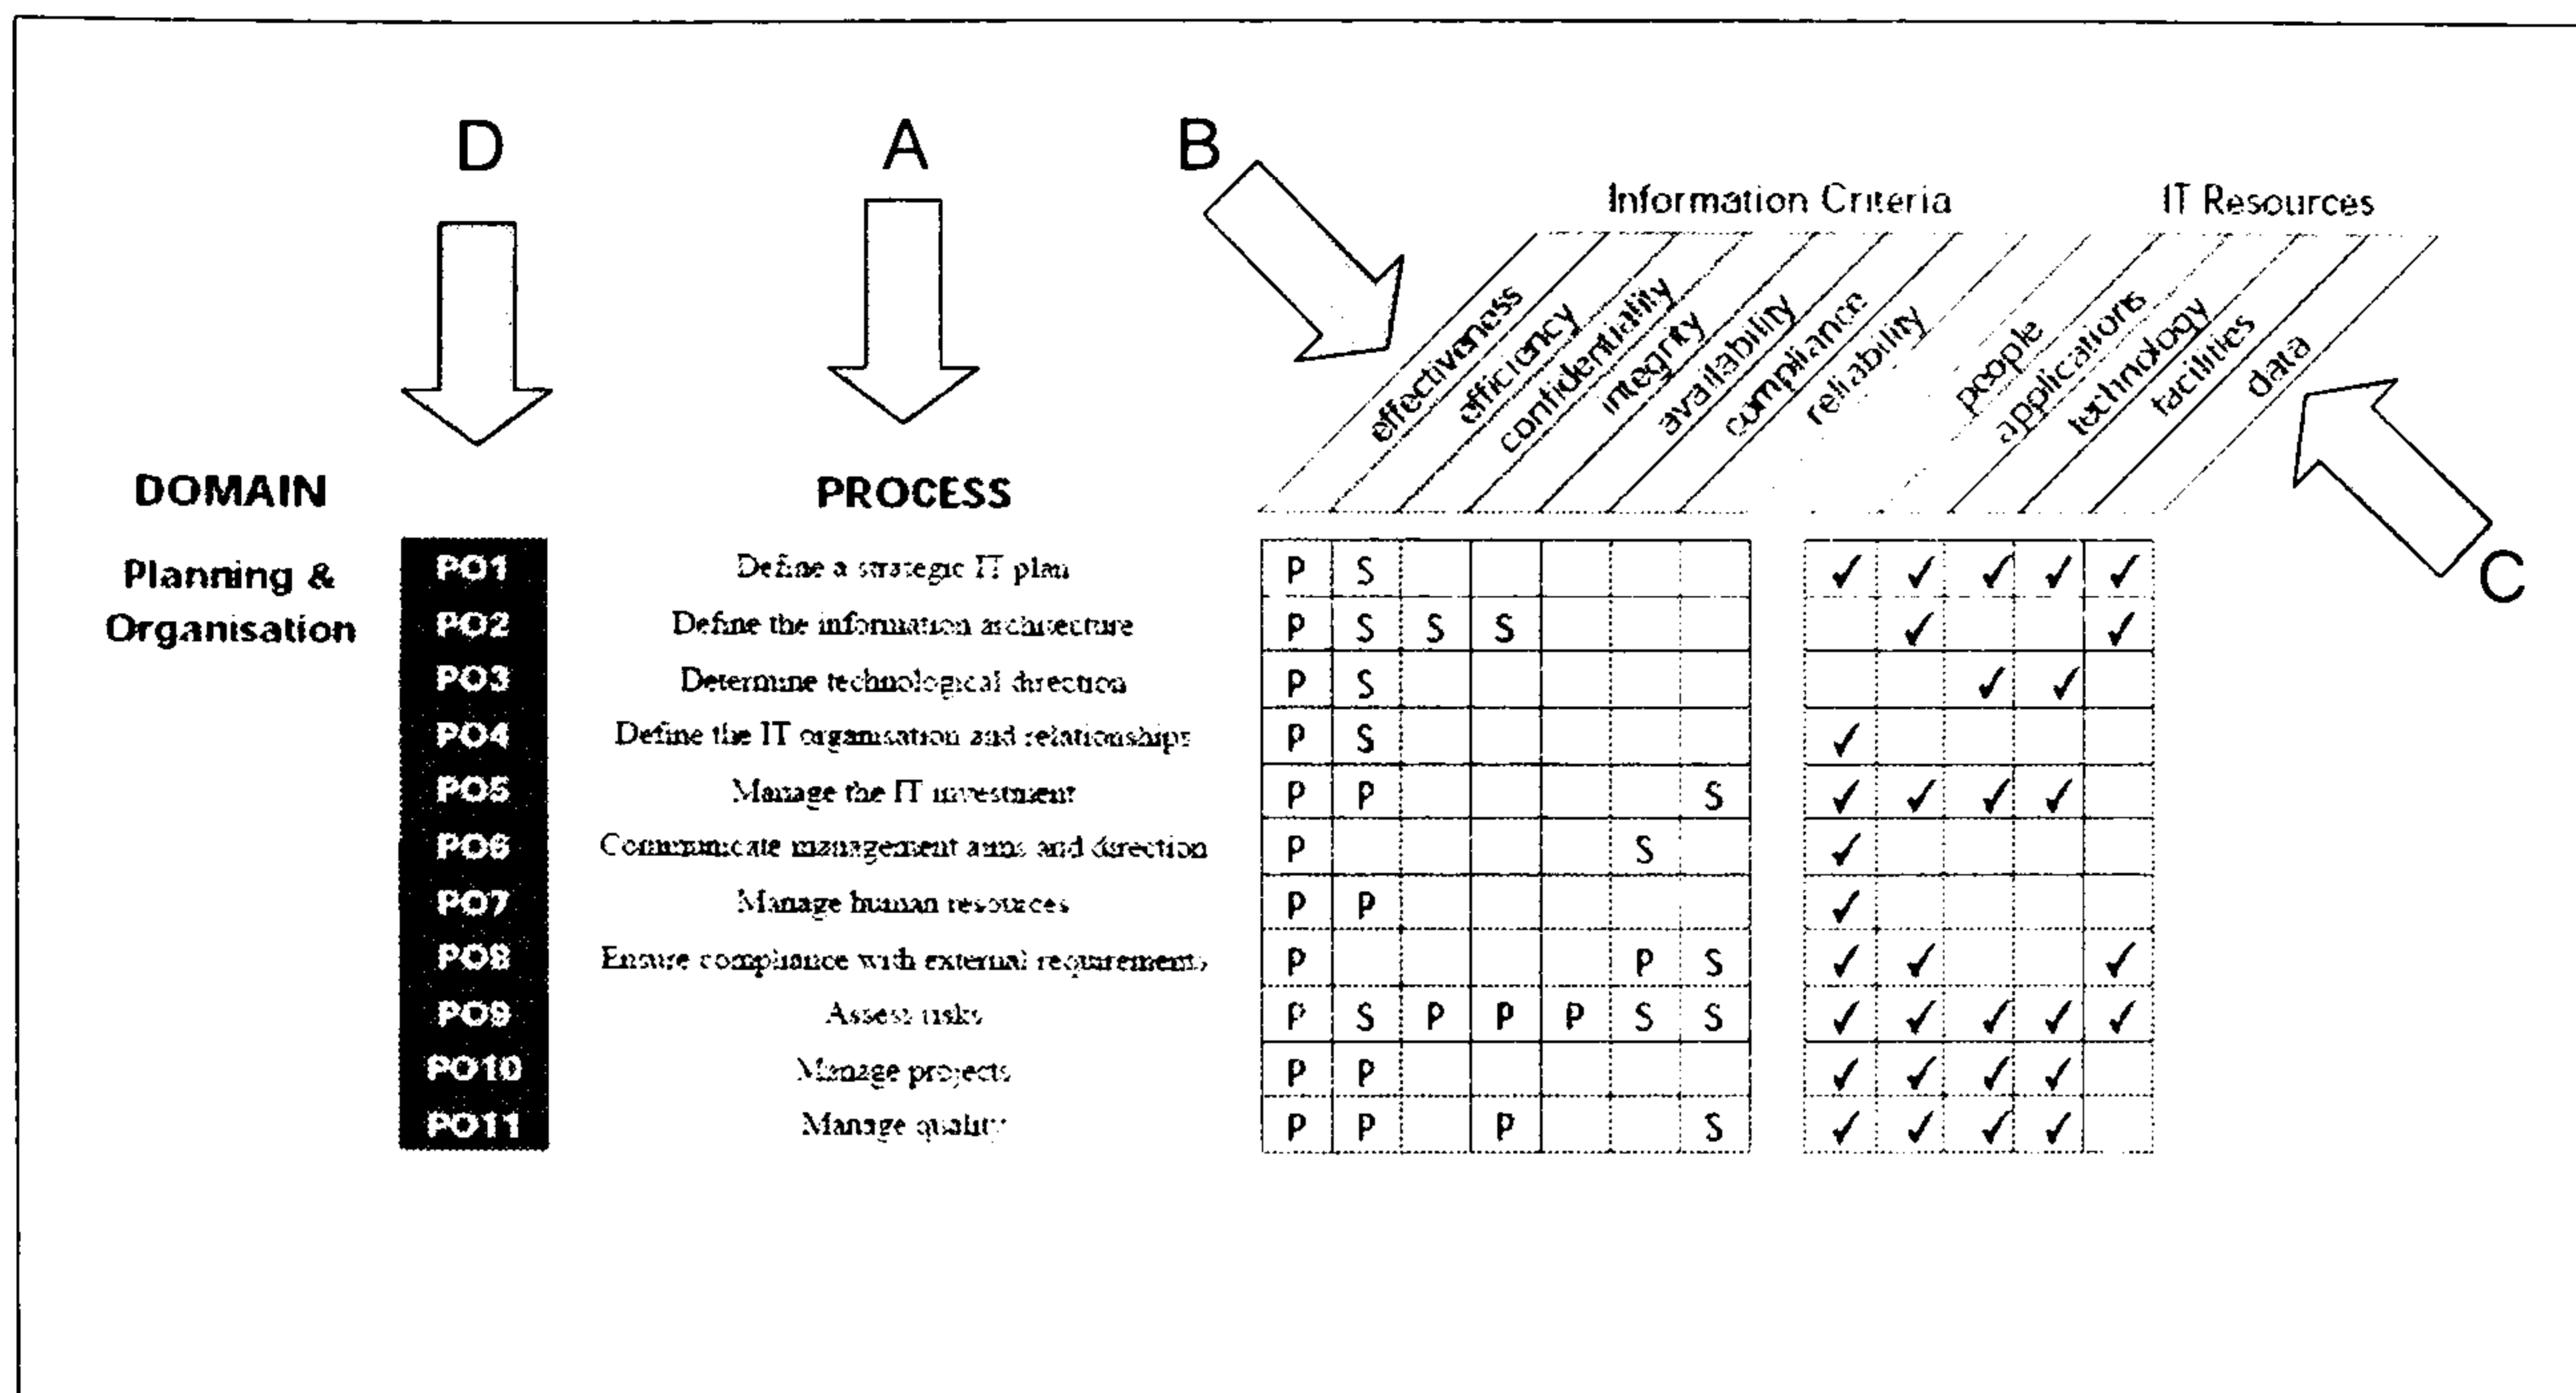 D A B
Information Criteria IT Resources
effectiveness efficiency confidentiality integrity availability compliance reliability people applications technology facilities data
C
DOMAIN PROCESS
Planning &
Organisation
PO1 Define a strategic IT plan P S ✓ ✓ ✓ ✓ ✓
PO2 Define the information architecture P S S S ✓ ✓
PO3 Determine technological direction P S ✓ ✓
PO4 Define the IT organisation and relationships P S ✓
PO5 Manage the IT investment P P S ✓ ✓ ✓ ✓
PO6 Communicate management aims and direction P S ✓
PO7 Manage human resources P P ✓
PO8 Ensure compliance with external requirements P P S ✓ ✓ ✓
PO9 Assess risks P S P P P S S ✓ ✓ ✓ ✓ ✓
PO10 Manage projects P P ✓ ✓ ✓ ✓
PO11 Manage quality P P P S ✓ ✓ ✓ ✓